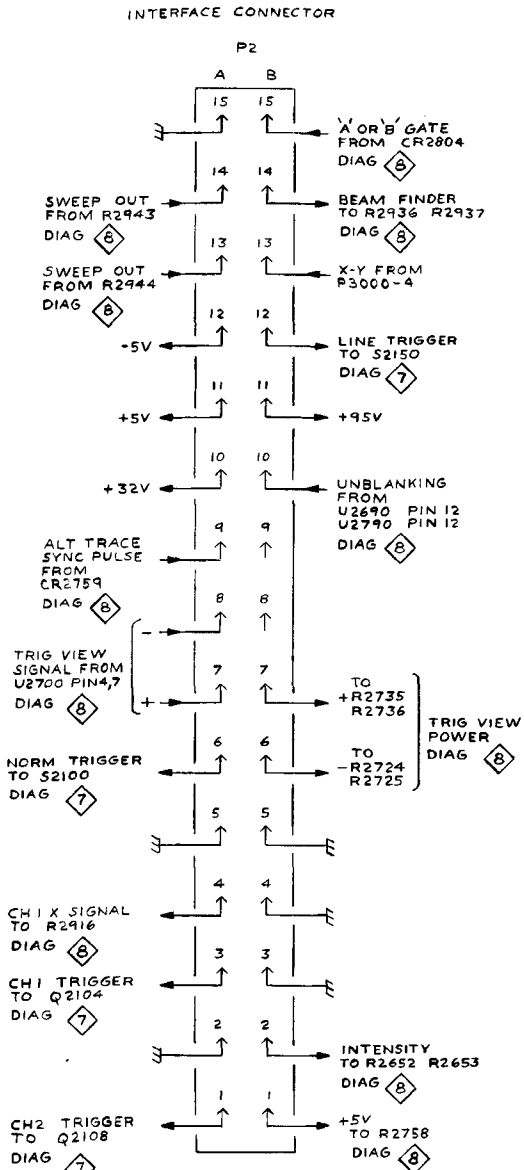 INTERFACE CONNECTOR
P2
A B
15 15
'A' OR 'B' GATE
FROM CR2804
DIAG 8
14 14
SWEEP OUT
FROM R2943
DIAG 8
BEAM FINDER
TO R2936 R2937
DIAG 8
13 13
SWEEP OUT
FROM R2944
DIAG 8
X-Y FROM
P3000-4
12 12
-5V
LINE TRIGGER
TO S2150
DIAG 7
11 11
+5V
+95V
10 10
+32V
UNBLANKING
FROM
U2690 PIN 12
U2790 PIN 12
DIAG 8
9 9
ALT TRACE
SYNC PULSE
FROM
CR2759
DIAG 8
8 8
-
TRIG VIEW
SIGNAL FROM
U2700 PIN4,7
DIAG 8
+
7 7
TO
+R2735
R2736
TRIG VIEW
POWER
DIAG 8
6 6
NORM TRIGGER
TO S2100
DIAG 7
TO
-R2724
R2725
5 5
4 4
CH 1 X SIGNAL
TO R2916
DIAG 8
3 3
CH1 TRIGGER
TO Q2104
DIAG 7
2 2
INTENSITY
TO R2652 R2653
DIAG 8
1 1
CH2 TRIGGER
TO Q2108
DIAG 7
+5V
TO R2758
DIAG 8